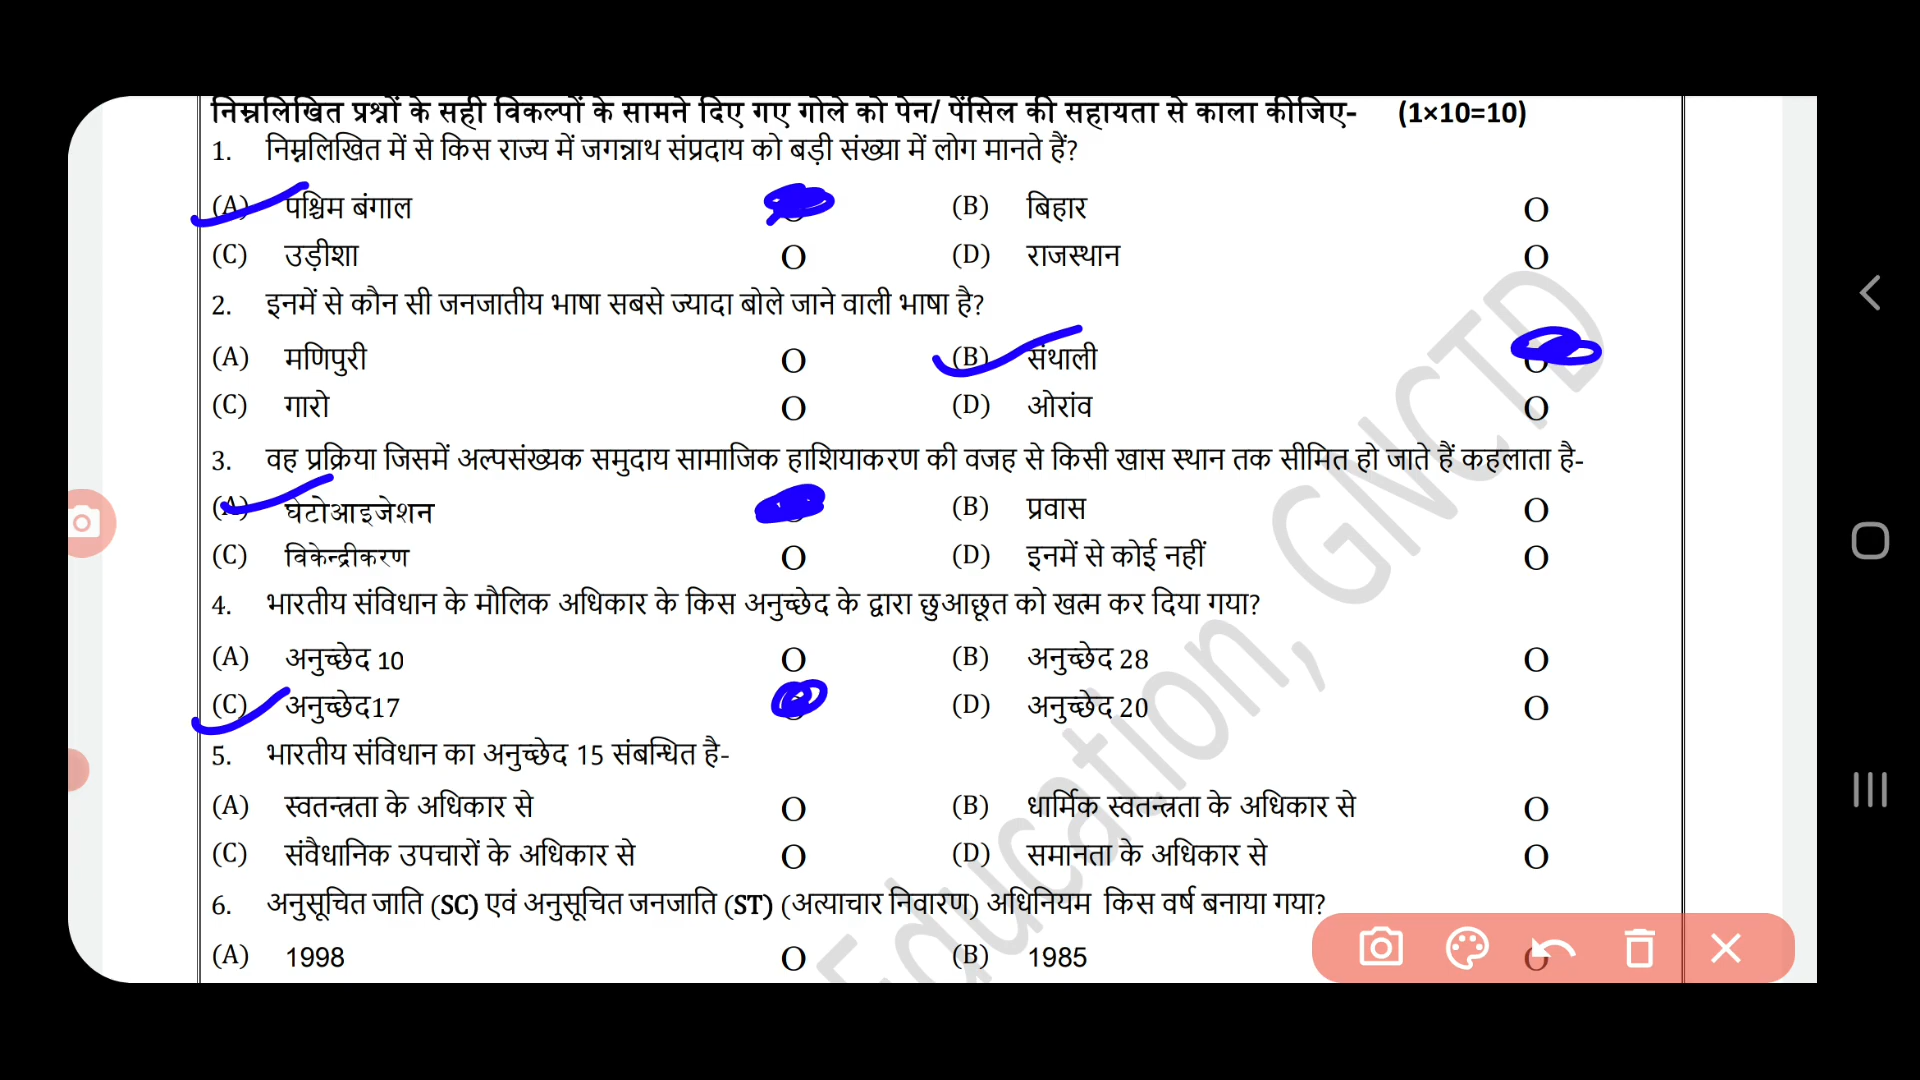 निम्नलिखित प्रश्नों के सही विकल्पों के सामने दिए गए गोले को पेन/ पेंसिल की सहायता से काला कीजिए- (1×10=10)
1. निम्नलिखित में से किस राज्य में जगन्नाथ संप्रदाय को बड़ी संख्या में लोग मानते हैं?
(A) पश्चिम बंगाल O (B) बिहार O
(C) उड़ीशा O (D) राजस्थान O
2. इनमें से कौन सी जनजातीय भाषा सबसे ज्यादा बोले जाने वाली भाषा है?
(A) मणिपुरी O (B) संथाली O
(C) गारो O (D) ओरांव O
3. वह प्रक्रिया जिसमें अल्पसंख्यक समुदाय सामाजिक हाशियाकरण की वजह से किसी खास स्थान तक सीमित हो जाते हैं कहलाता है-
(A) घेटोआइजेशन O (B) प्रवास O
(C) विकेन्द्रीकरण O (D) इनमें से कोई नहीं O
4. भारतीय संविधान के मौलिक अधिकार के किस अनुच्छेद के द्वारा छुआछूत को खत्म कर दिया गया?
(A) अनुच्छेद 10 O (B) अनुच्छेद 28 O
(C) अनुच्छेद17 O (D) अनुच्छेद 20 O
5. भारतीय संविधान का अनुच्छेद 15 संबन्धित है-
(A) स्वतन्त्रता के अधिकार से O (B) धार्मिक स्वतन्त्रता के अधिकार से O
(C) संवैधानिक उपचारों के अधिकार से O (D) समानता के अधिकार से O
6. अनुसूचित जाति (SC) एवं अनुसूचित जनजाति (ST) (अत्याचार निवारण) अधिनियम किस वर्ष बनाया गया?
(A) 1998 O (B) 1985 O
Education, GNCTD